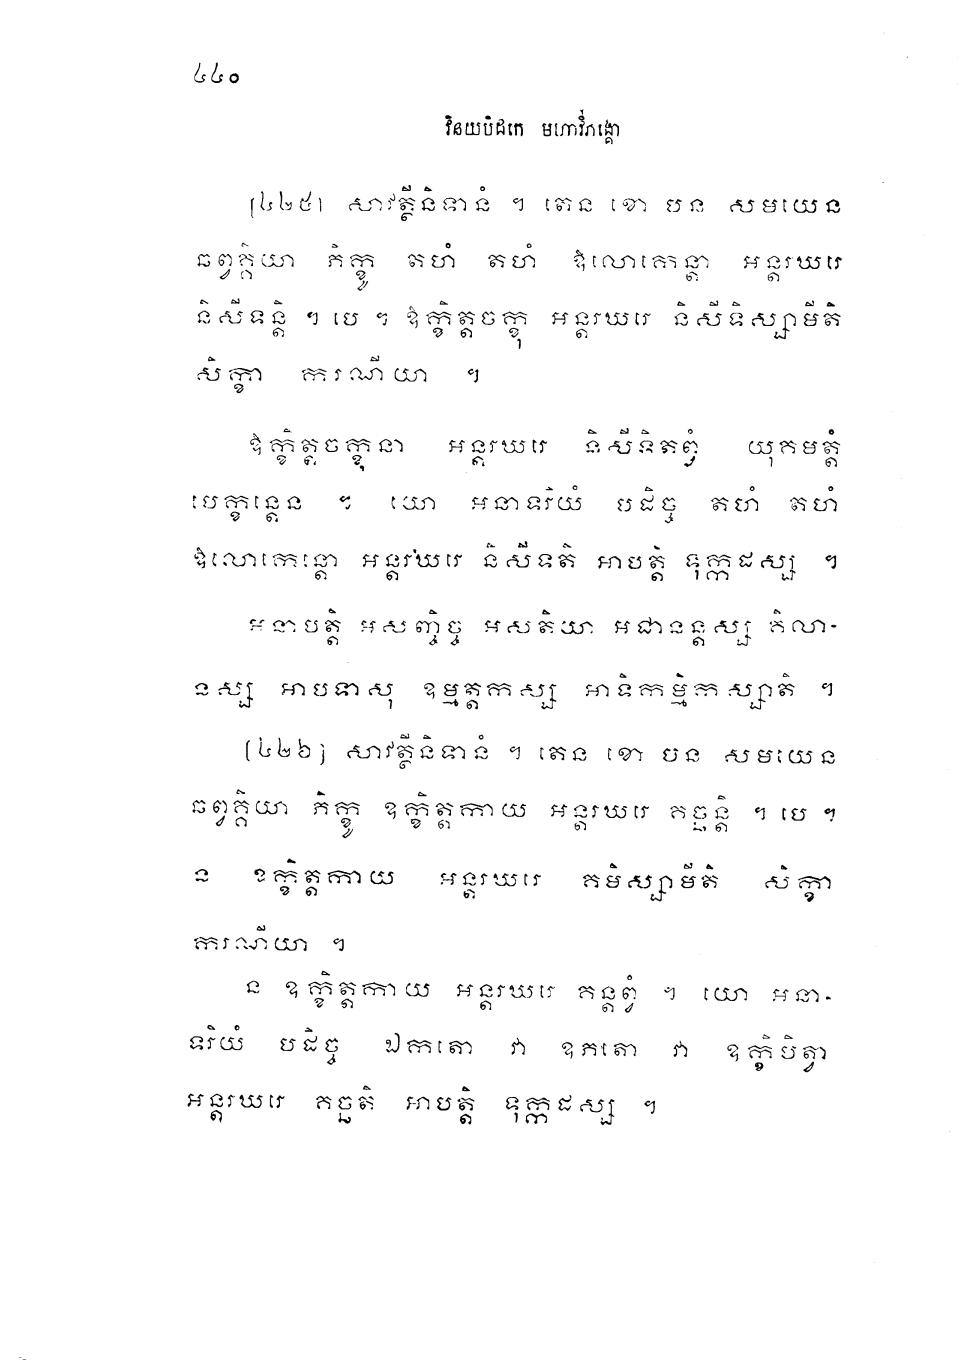 ៤៤០
វិនយបិដកេ មហាវិភង្គោ
(៤២៥) សាវត្ថីនិទានំ ។ តេន ខោ បន សមយេន
ឆព្វគ្គិយា ភិក្ខូ តហំ តហំ ឱលោកេន្តា អន្តរឃរេ
និសីទន្តិ ។ បេ ។ ឱក្ខិត្តចក្ខុ អន្តរឃរេ និសីទិស្សាមីតិ
សិក្ខា ករណីយា ។
ឱក្ខិត្តចក្ខុនា អន្តរឃរេ និសីទិតព្វំ យុគមត្តំ
បេក្ខន្តេន ។ យោ អនាទរិយំ បដិច្ច តហំ តហំ
ឱលោកេន្តោ អន្តរឃរេ និសីទតិ អាបត្តិ ទុក្កដស្ស ។
អនាបត្តិ អសញ្ចិច្ច អសតិយា អជានន្តស្ស គិលា-
នស្ស អាបទាសុ ឧម្មត្តកស្ស អាទិកម្មិកស្សាតិ ។
(៤២៦) សាវត្ថីនិទានំ ។ តេន ខោ បន សមយេន
ឆព្វគ្គិយា ភិក្ខូ ឧក្ខិត្តកាយ អន្តរឃរេ គច្ឆន្តិ ។ បេ ។
ន ឧក្ខិត្តកាយ អន្តរឃរេ គមិស្សាមីតិ សិក្ខា
ករណីយា ។
ន ឧក្ខិត្តកាយ អន្តរឃរេ គន្តព្វំ ។ យោ អនា-
ទរិយំ បដិច្ច ឯកតោ វា ឧភតោ វា ឧក្ខិបិត្វា
អន្តរឃរេ គច្ឆតិ អាបត្តិ ទុក្កដស្ស ។